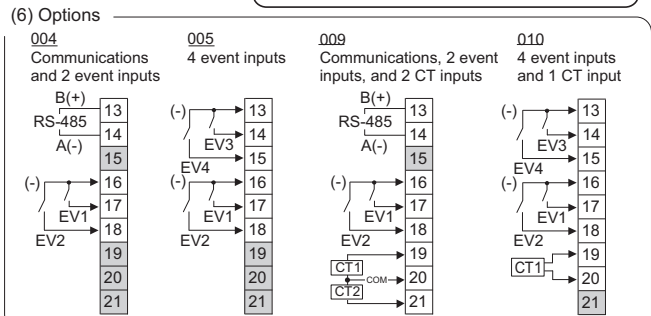 (6) Options
004
Communications
and 2 event inputs
B(+)
RS-485
A(-)
13
14
15
16
17
18
19
20
21
(-)
EV1
EV2
005
4 event inputs
(-)
EV3
EV4
(-)
EV1
EV2
13
14
15
16
17
18
19
20
21
009
Communications, 2 event
inputs, and 2 CT inputs
B(+)
RS-485
A(-)
(-)
EV1
EV2
CT1
COM
CT2
13
14
15
16
17
18
19
20
21
010
4 event inputs
and 1 CT input
(-)
EV3
EV4
(-)
EV1
EV2
CT1
13
14
15
16
17
18
19
20
21